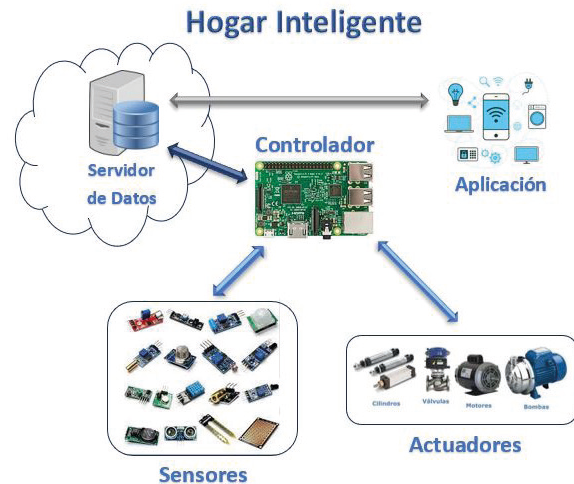 Hogar Inteligente
Servidor
de Datos
Controlador
Aplicación
Cilindros
Válvulas
Motores
Bombas
Sensores
Actuadores